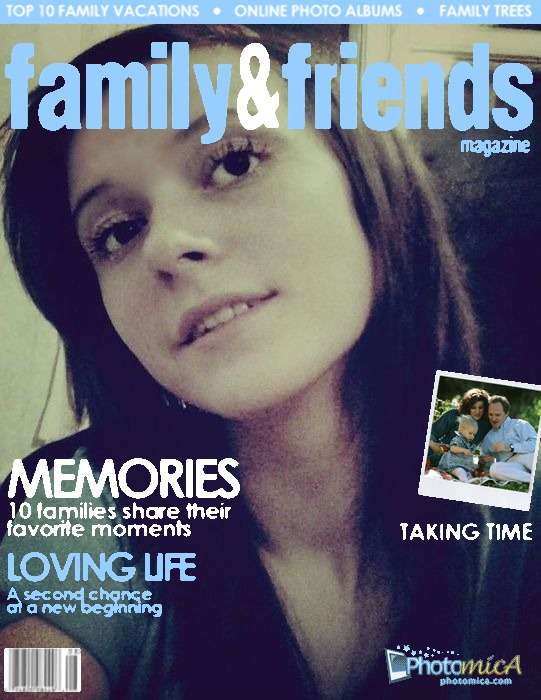 TOP 10 FAMILY VACATIONS • ONLINE PHOTO ALBUMS • FAMILY TREES
family&friends
magazine
MEMORIES
10 families share their
favorite moments
TAKING TIME
LOVING LIFE
A second chance
at a new beginning
PhotomicA
photomica.com